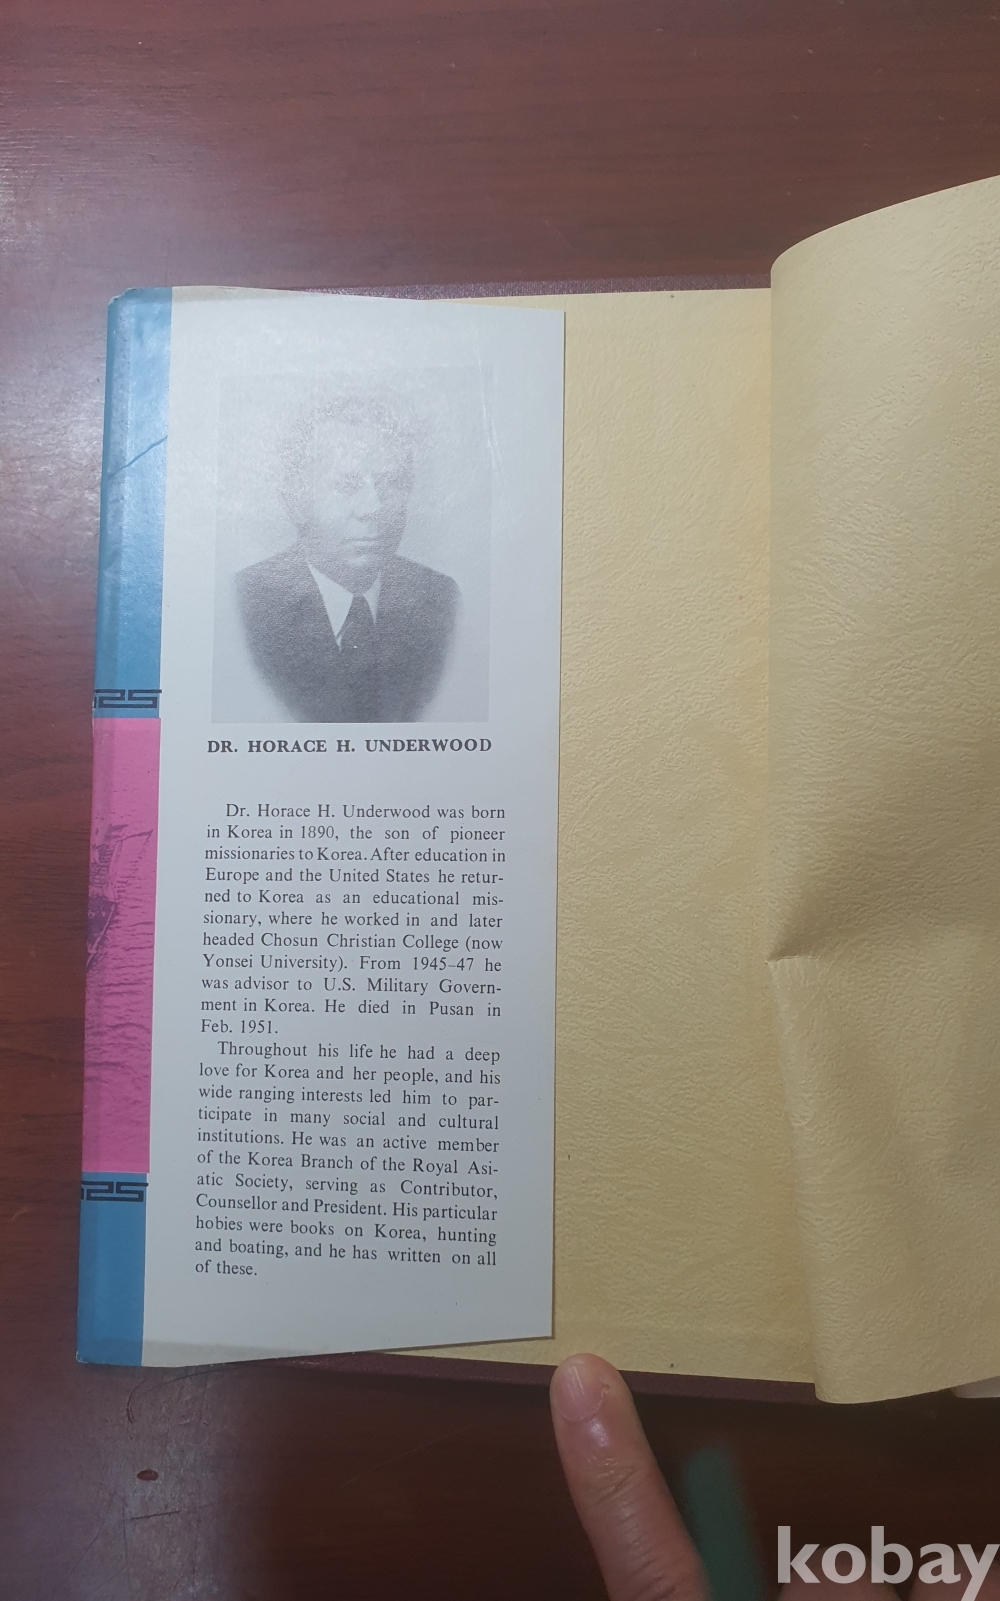 DR. HORACE H. UNDERWOOD
Dr. Horace H. Underwood was born
in Korea in 1890, the son of pioneer
missionaries to Korea. After education in
Europe and the United States he retur-
ned to Korea as an educational mis-
sionary, where he worked in and later
headed Chosun Christian College (now
Yonsei University). From 1945–47 he
was advisor to U.S. Military Govern-
ment in Korea. He died in Pusan in
Feb. 1951.
Throughout his life he had a deep
love for Korea and her people, and his
wide ranging interests led him to par-
ticipate in many social and cultural
institutions. He was an active member
of the Korea Branch of the Royal Asi-
atic Society, serving as Contributor,
Counsellor and President. His particular
hobies were books on Korea, hunting
and boating, and he has written on all
of these.
kobay